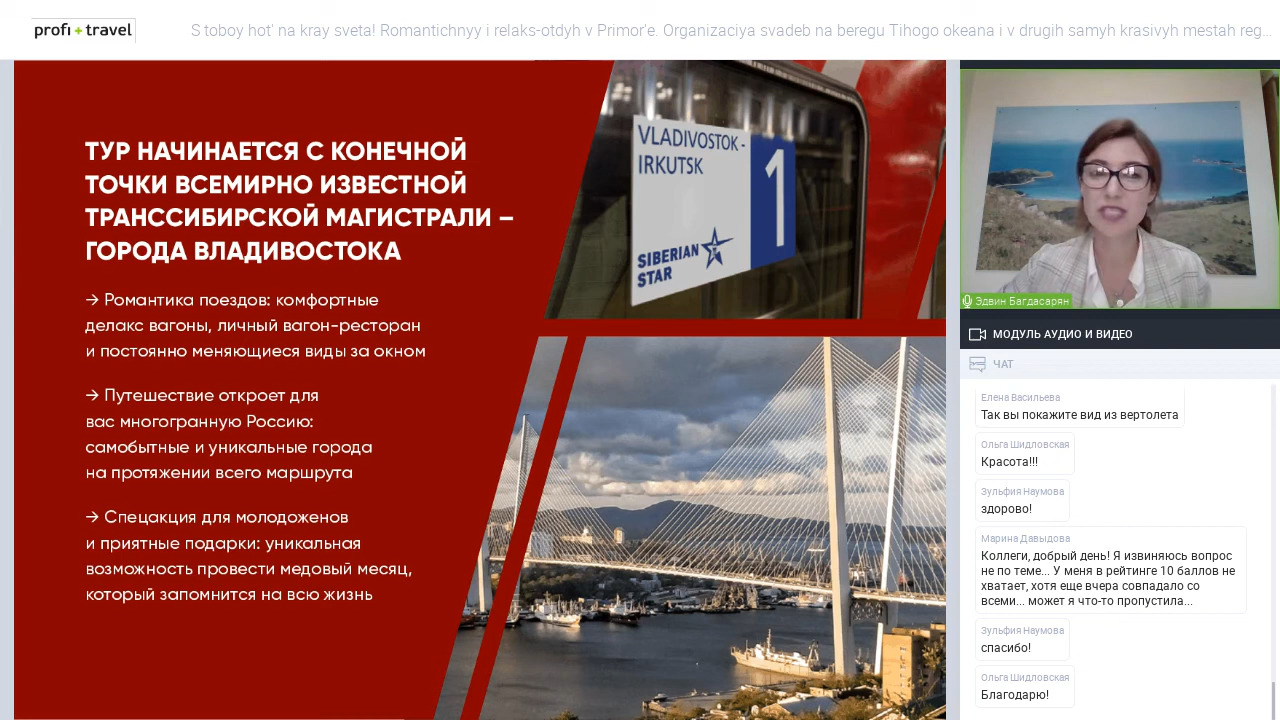 profi + travel
S toboy hot' na kray sveta! Romantichnyy i relaks-otdyh v Primor'e. Organizaciya svadeb na beregu Tihogo okeana i v drugih samyh krasivyh mestah reg...
ТУР НАЧИНАЕТСЯ С КОНЕЧНОЙ
ТОЧКИ ВСЕМИРНО ИЗВЕСТНОЙ
ТРАНССИБИРСКОЙ МАГИСТРАЛИ –
ГОРОДА ВЛАДИВОСТОКА
→ Романтика поездов: комфортные
делакс вагоны, личный вагон-ресторан
и постоянно меняющиеся виды за окном
→ Путешествие откроет для
вас многогранную Россию:
самобытные и уникальные города
на протяжении всего маршрута
→ Спецакция для молодоженов
и приятные подарки: уникальная
возможность провести медовый месяц,
который запомнится на всю жизнь
VLADIVOSTOK -
IRKUTSK
1
SIBERIAN
STAR
Эдвин Багдасарян
МОДУЛЬ АУДИО И ВИДЕО
ЧАТ
Елена Васильева
Так вы покажите вид из вертолета
Ольга Шидловская
Красота!!!
Зульфия Наумова
здорово!
Марина Давыдова
Коллеги, добрый день! Я извиняюсь вопрос
не по теме... У меня в рейтинге 10 баллов не
хватает, хотя еще вчера совпадало со
всеми... может я что-то пропустила...
Зульфия Наумова
спасибо!
Ольга Шидловская
Благодарю!